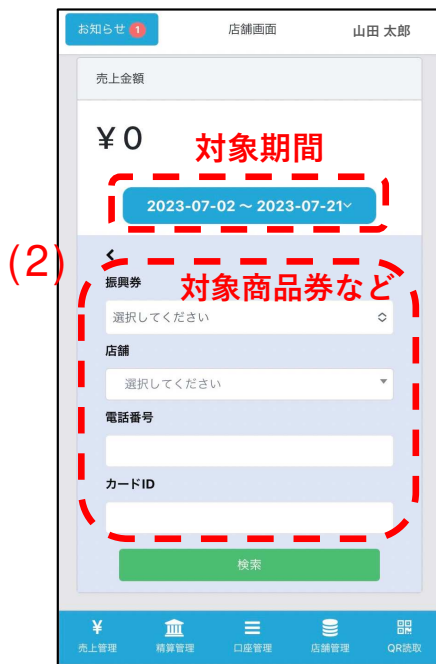 お知らせ 1 店舗画面 山田 太郎
売上金額
¥ 0
対象期間
2023-07-02 ~ 2023-07-21
(2)
振興券
対象商品券など
選択してください
店舗
選択してください
電話番号
カードID
検索
売上管理 精算管理 口座管理 店舗管理 QR読取